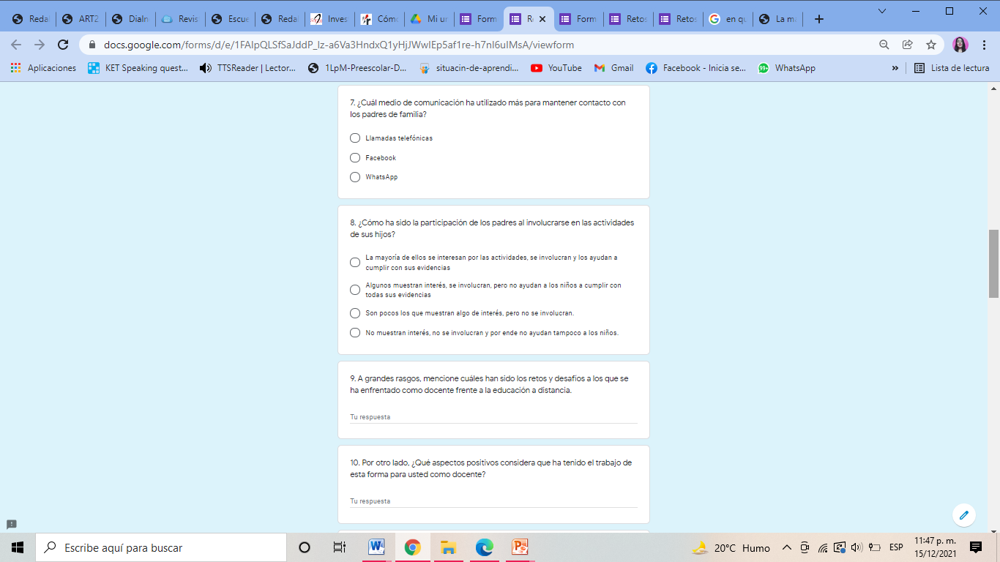 Reda
ART2
Dialn
Revis
Escue
Reda
Inves
Cómo
Mi un
Form
Re
Form
Retos
Retos
en qu
La ma
docs.google.com/forms/d/e/1FAIpQLSfSaJddP_Iz-a6Va3HndxQ1yHjJWwIEp5af1re-h7nI6uIMsA/viewform
Aplicaciones
KET Speaking quest...
TTSReader | Lector...
1LpM-Preescolar-D...
situacin-de-aprendi...
YouTube
Gmail
Facebook - Inicia se...
99+
WhatsApp
»
Lista de lectura
7. ¿Cuál medio de comunicación ha utilizado más para mantener contacto con
los padres de familia?
Llamadas telefónicas
Facebook
WhatsApp
8. ¿Cómo ha sido la participación de los padres al involucrarse en las actividades
de sus hijos?
La mayoría de ellos se interesan por las actividades, se involucran y los ayudan a
cumplir con sus evidencias
Algunos muestran interés, se involucran, pero no ayudan a los niños a cumplir con
todas sus evidencias
Son pocos los que muestran algo de interés, pero no se involucran.
No muestran interés, no se involucran y por ende no ayudan tampoco a los niños.
9. A grandes rasgos, mencione cuáles han sido los retos y desafíos a los que se
ha enfrentado como docente frente a la educación a distancia.
Tu respuesta
10. Por otro lado, ¿Qué aspectos positivos considera que ha tenido el trabajo de
esta forma para usted como docente?
Tu respuesta
Escribe aquí para buscar
20°C Humo
ESP
11:47 p. m.
15/12/2021